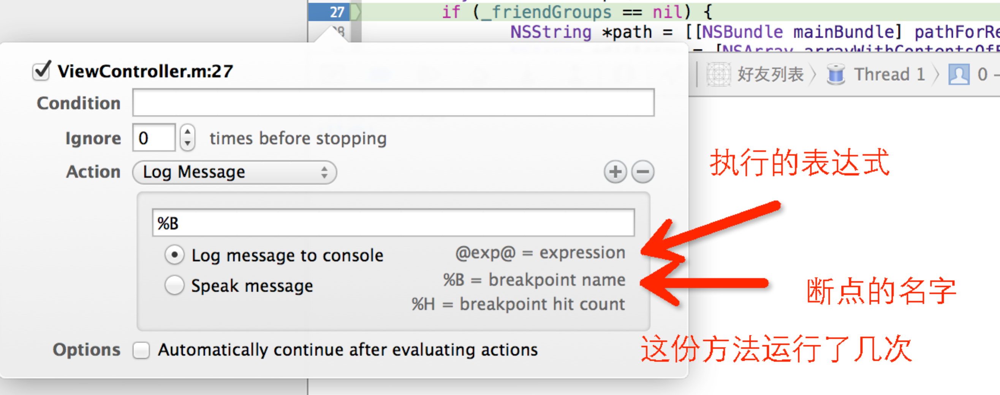 27 if (_friendGroups == nil) {
NSString *path = [[NSBundle mainBundle] pathForRe
= [NSArray arrayWithContentsOfF
好友列表 Thread 1 0 –
ViewController.m:27
Condition
Ignore 0 times before stopping
Action Log Message
执行的表达式
%B
Log message to console
@exp@ = expression
Speak message
%B = breakpoint name
断点的名字
%H = breakpoint hit count
这份方法运行了几次
Options Automatically continue after evaluating actions